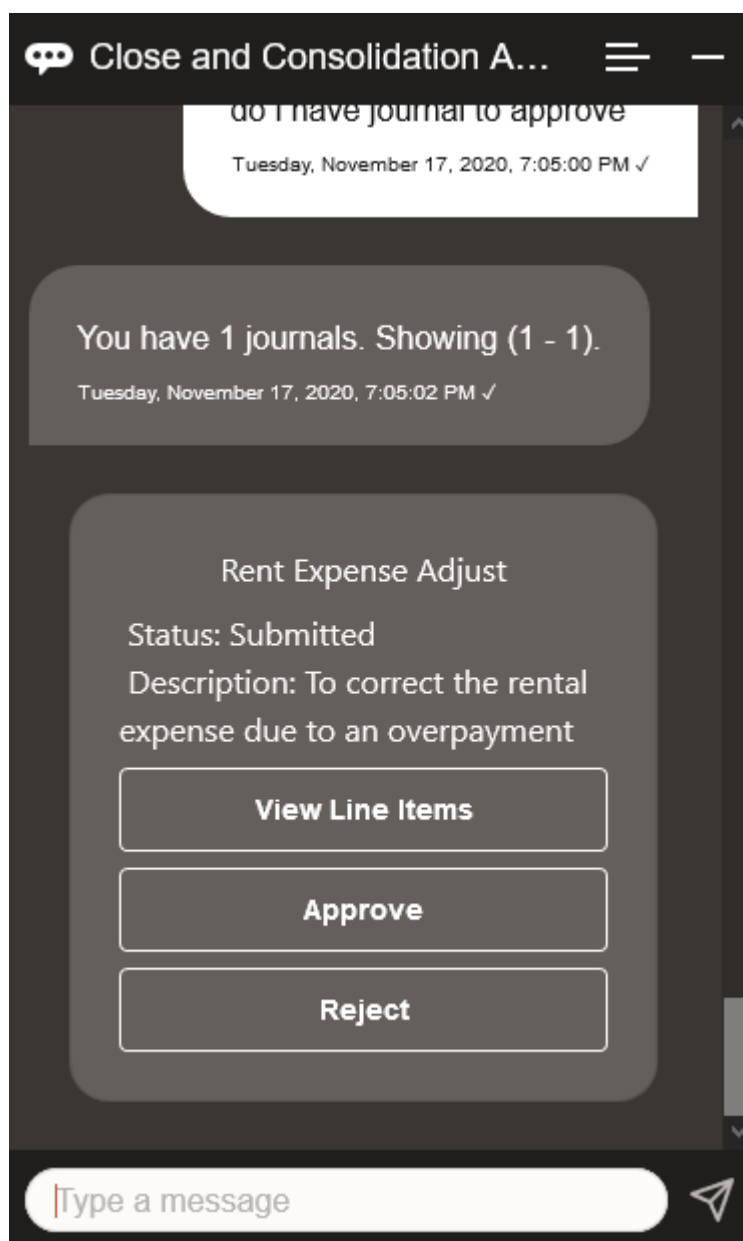 Close and Consolidation A...
do I have journal to approve
Tuesday, November 17, 2020, 7:05:00 PM ✓
You have 1 journals. Showing (1 - 1).
Tuesday, November 17, 2020, 7:05:02 PM ✓
Rent Expense Adjust
Status: Submitted
Description: To correct the rental
expense due to an overpayment
View Line Items
Approve
Reject
Type a message